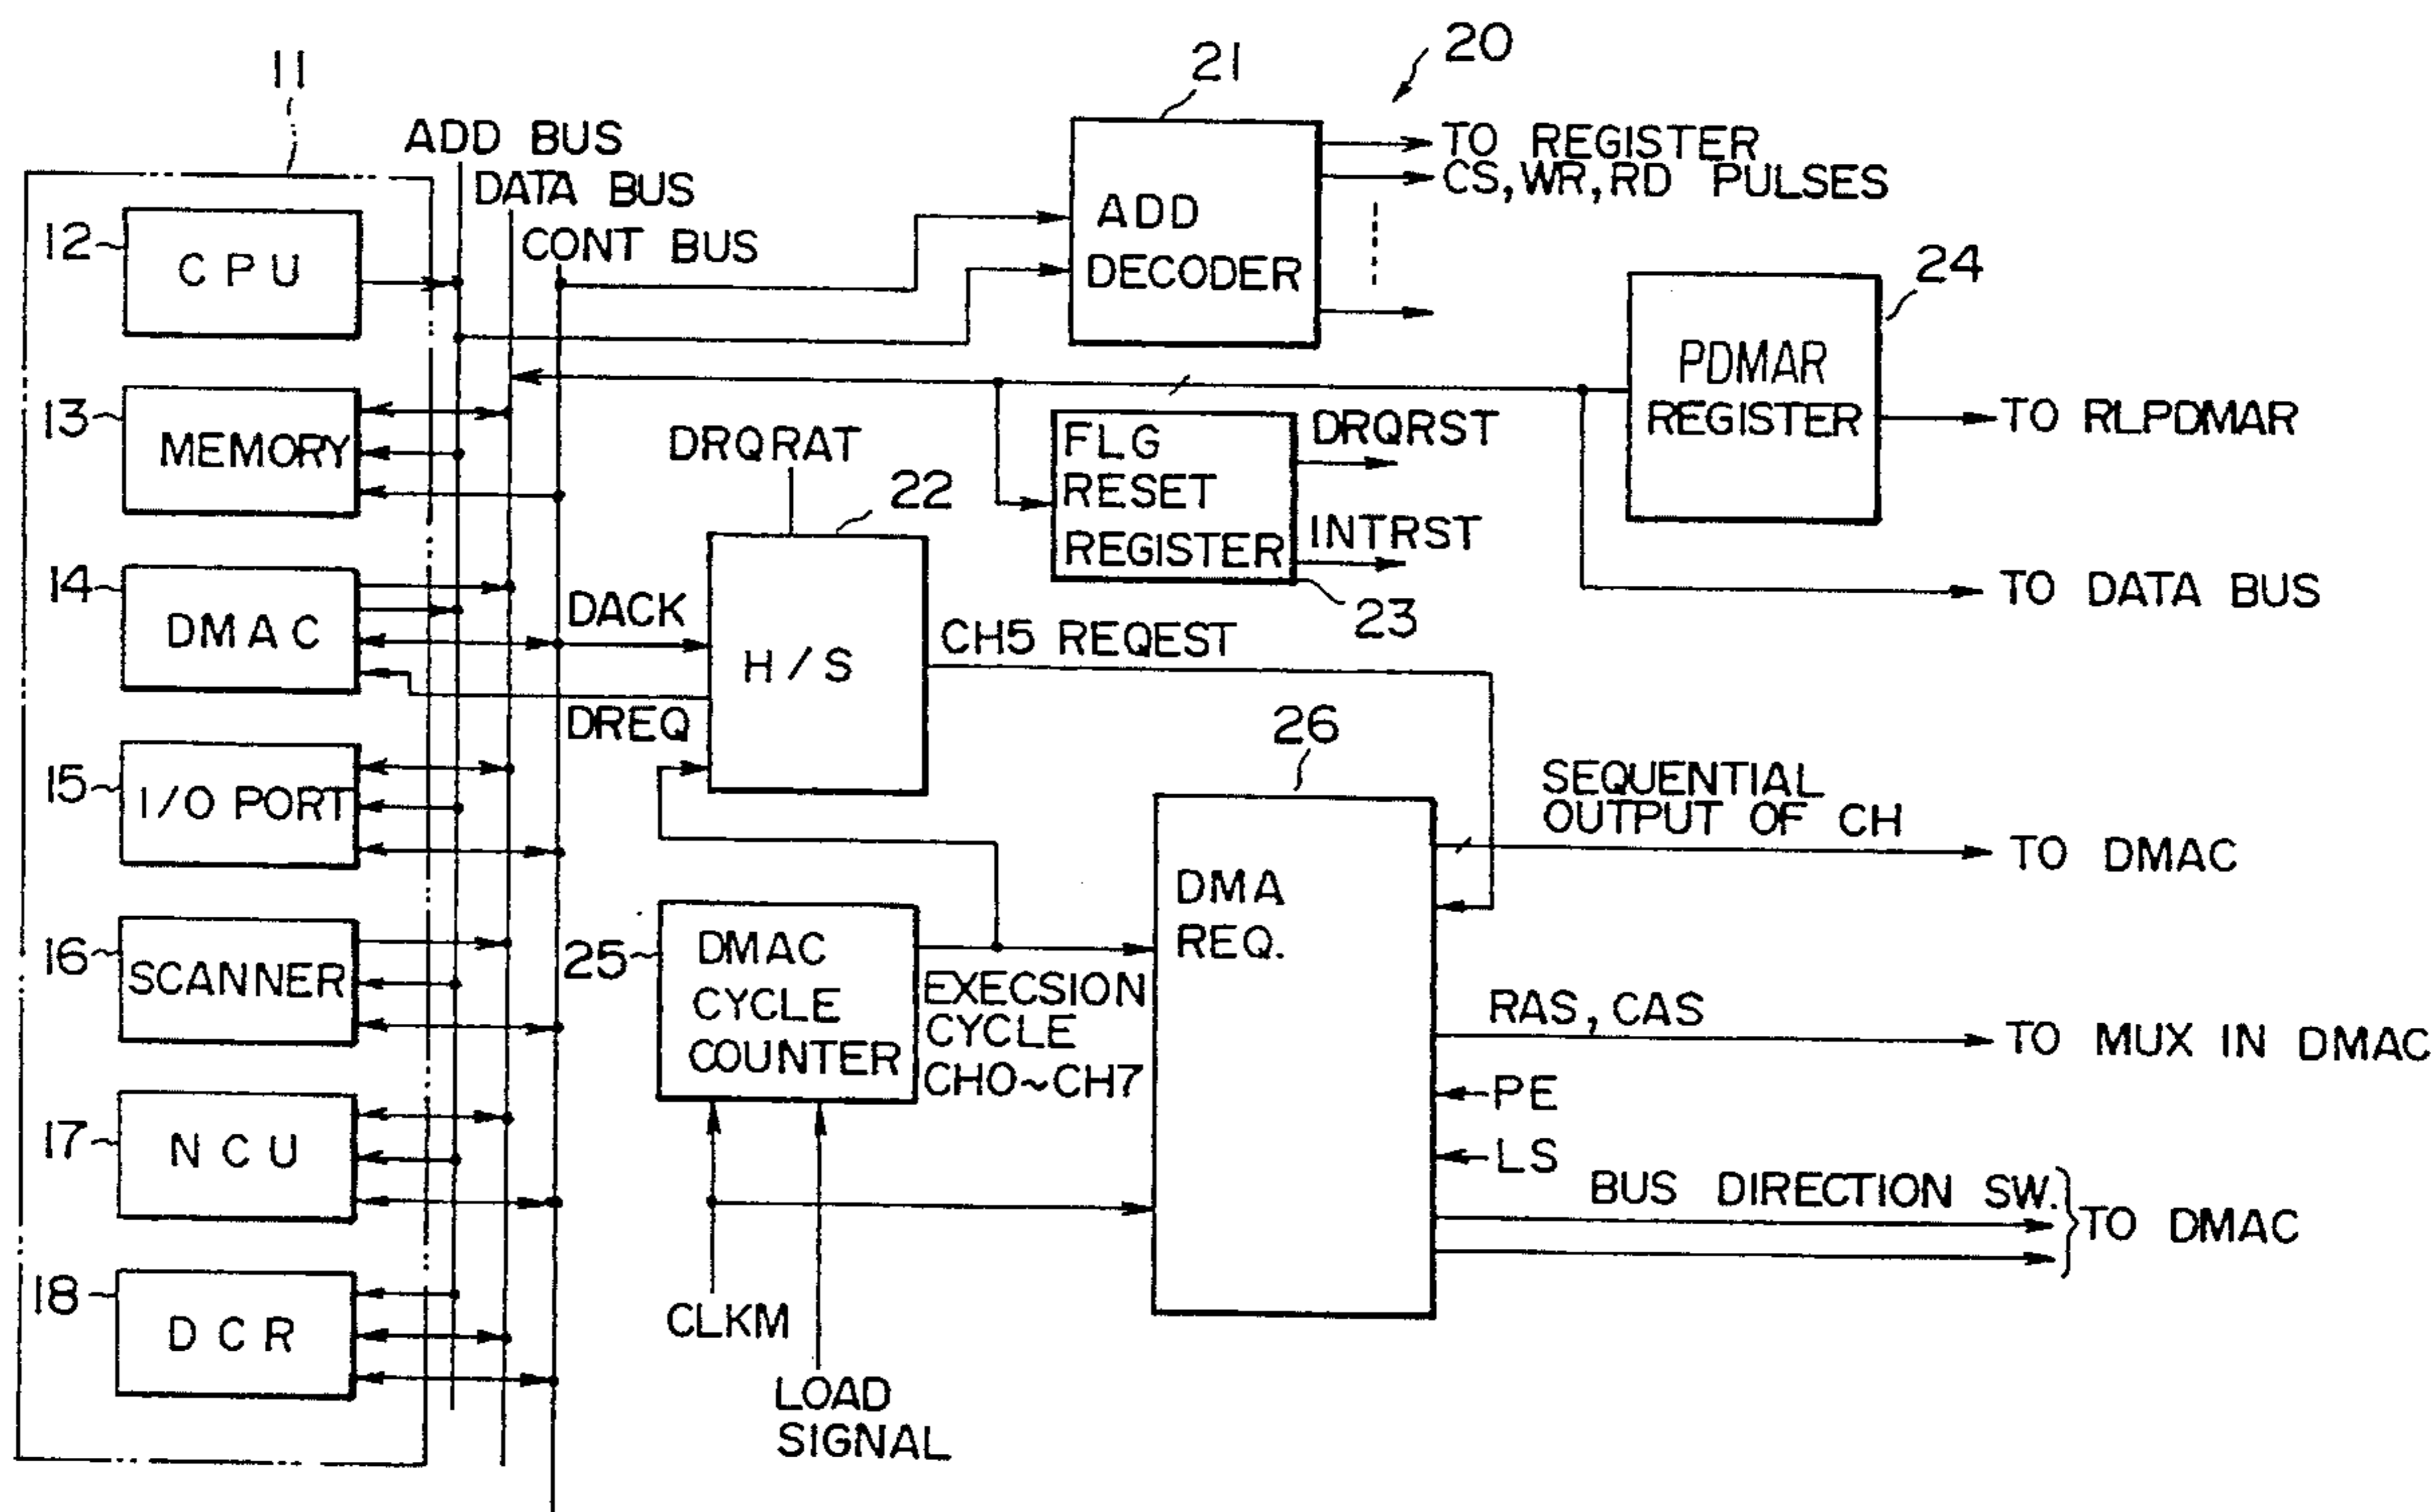 11
ADD BUS
DATA BUS
CONT BUS
12
CPU
13
MEMORY
14
DMAC
15
I/O PORT
16
SCANNER
17
NCU
18
DCR
20
21
ADD
DECODER
TO REGISTER
CS, WR, RD PULSES
24
PDMAR
REGISTER
TO RLPDMAR
TO DATA BUS
FLG
RESET
REGISTER
DRQRST
INTRST
23
DRQRAT
22
H/S
DACK
DREQ
CH5 REQEST
25
DMAC
CYCLE
COUNTER
EXECSION
CYCLE
CH0~CH7
CLKM
LOAD
SIGNAL
26
DMA
REQ.
SEQUENTIAL
OUTPUT OF CH
TO DMAC
RAS, CAS
TO MUX IN DMAC
PE
LS
BUS DIRECTION SW.
TO DMAC